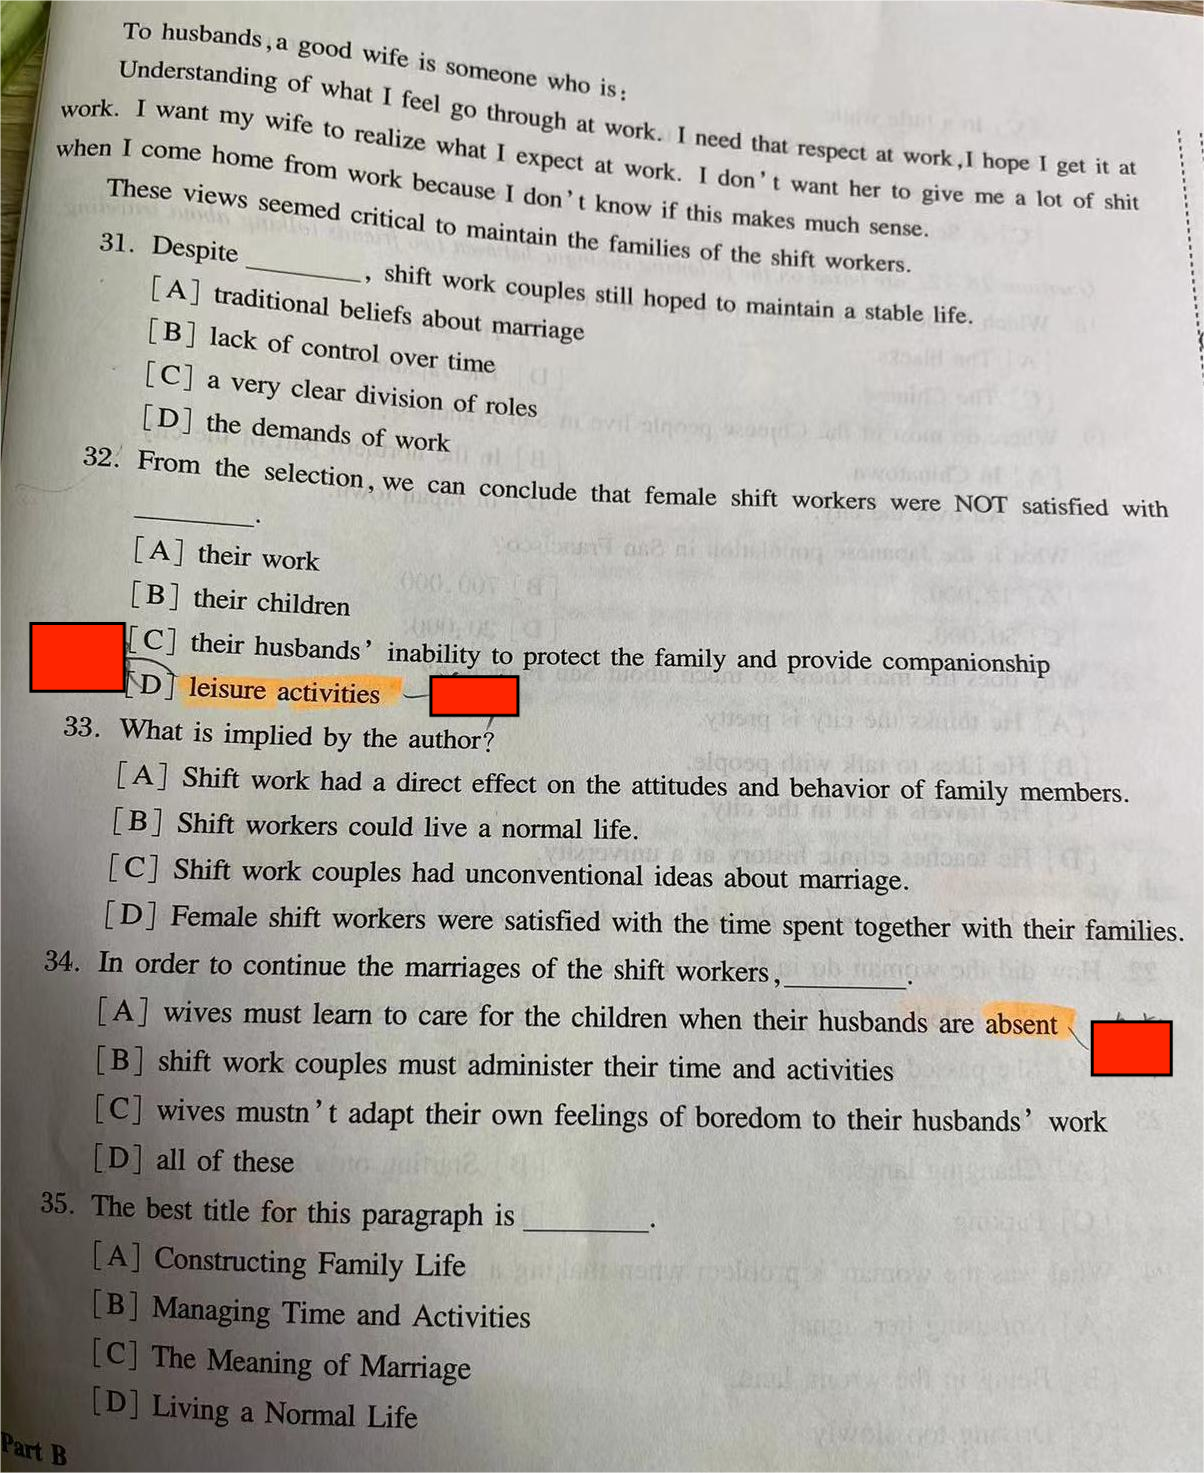 To husbands, a good wife is someone who is:
Understanding of what I feel go through at work. I need that respect at work, I hope I get it at
work. I want my wife to realize what I expect at work. I don't want her to give me a lot of shit
when I come home from work because I don't know if this makes much sense.
These views seemed critical to maintain the families of the shift workers.
31. Despite ________, shift work couples still hoped to maintain a stable life.
[A] traditional beliefs about marriage
[B] lack of control over time
[C] a very clear division of roles
[D] the demands of work
32. From the selection, we can conclude that female shift workers were NOT satisfied with
________.
[A] their work
[B] their children
[C] their husbands' inability to protect the family and provide companionship
[D] leisure activities
33. What is implied by the author?
[A] Shift work had a direct effect on the attitudes and behavior of family members.
[B] Shift workers could live a normal life.
[C] Shift work couples had unconventional ideas about marriage.
[D] Female shift workers were satisfied with the time spent together with their families.
34. In order to continue the marriages of the shift workers, ________.
[A] wives must learn to care for the children when their husbands are absent
[B] shift work couples must administer their time and activities
[C] wives mustn't adapt their own feelings of boredom to their husbands' work
[D] all of these
35. The best title for this paragraph is ________.
[A] Constructing Family Life
[B] Managing Time and Activities
[C] The Meaning of Marriage
[D] Living a Normal Life
Part B